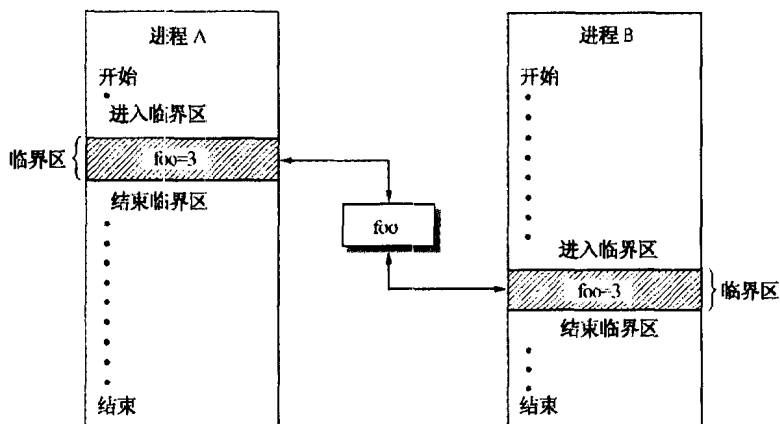 进程 A
开始
进入临界区
临界区
foo=3
结束临界区
结束
foo
进程 B
开始
进入临界区
foo=3
临界区
结束临界区
结束